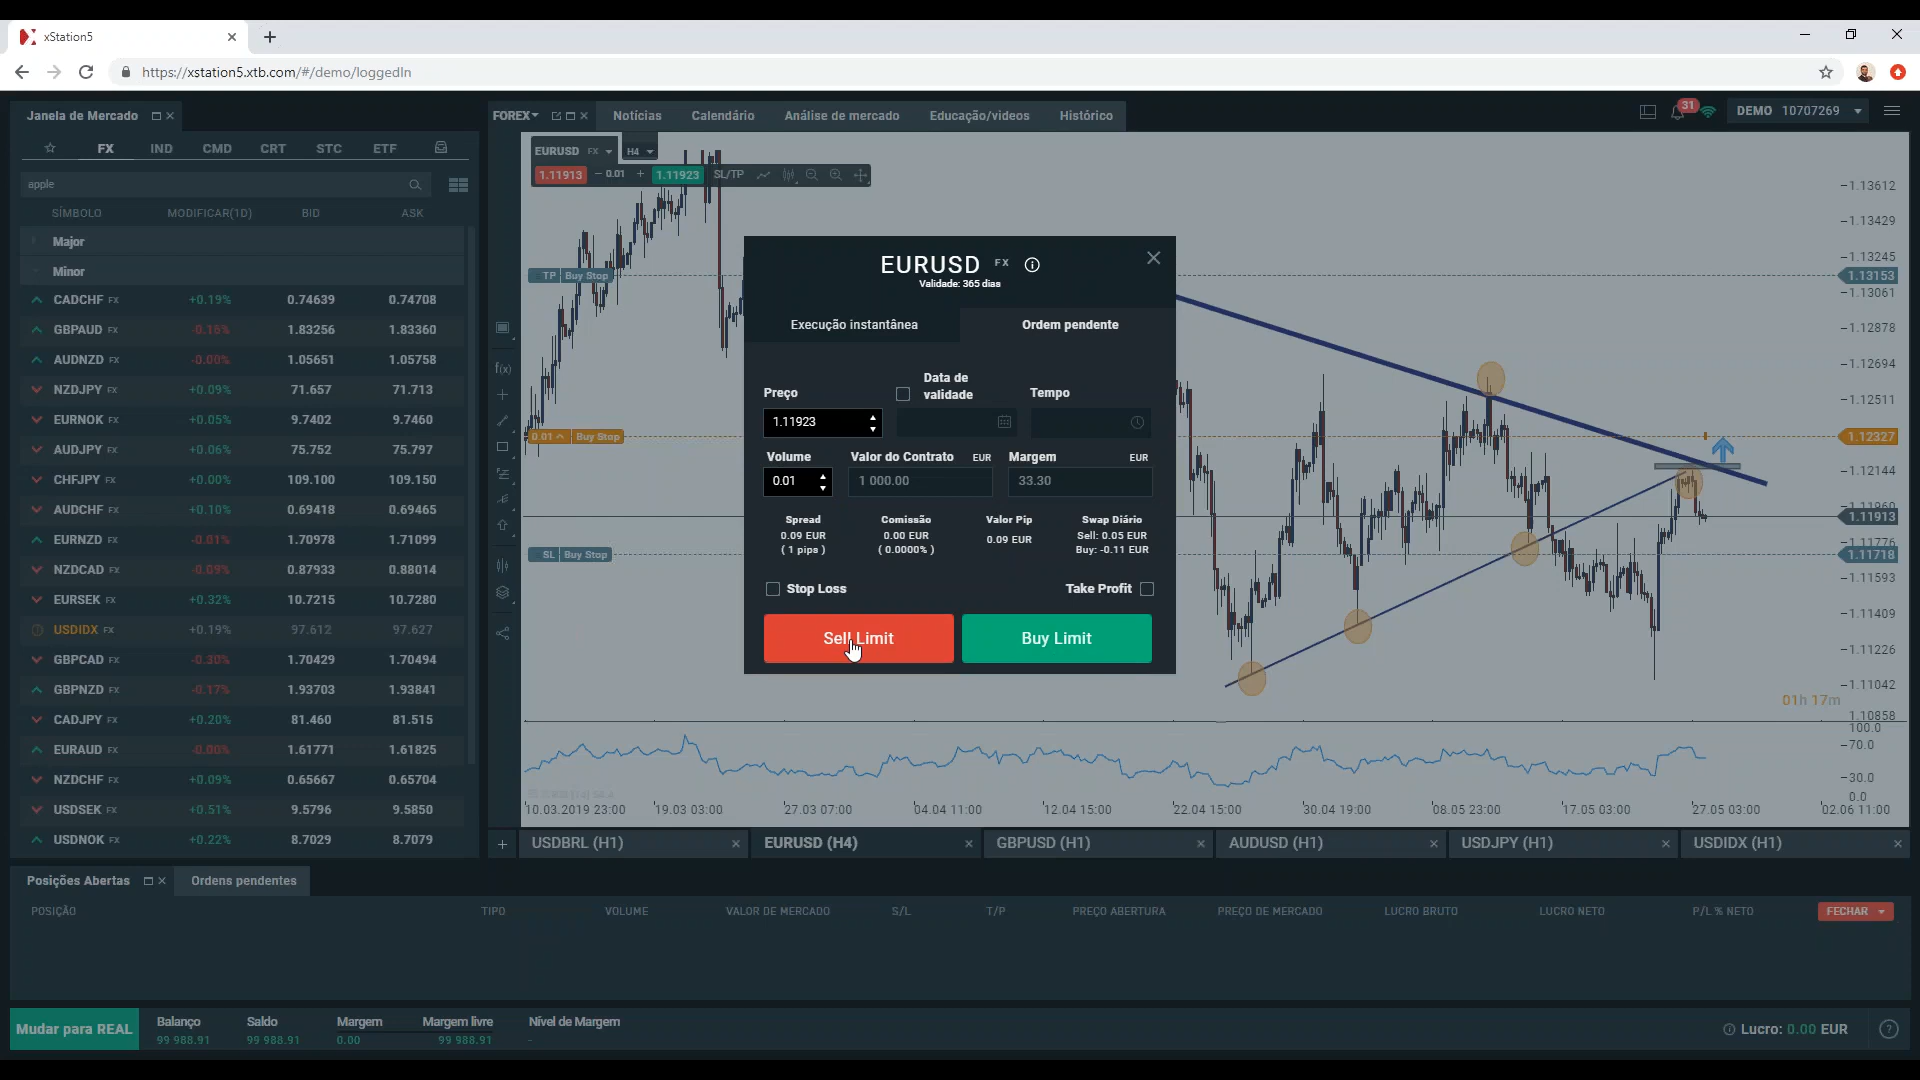 xStation5
https://xstation5.xtb.com/#/demo/loggedIn
Janela de Mercado
FOREX
Notícias
Calendário
Análise de mercado
Educação/videos
Histórico
31
DEMO 10707269
FX IND CMD CRT STC ETF
apple
SÍMBOLO MODIFICAR(1D) BID ASK
Major
Minor
CADCHF FX +0.19% 0.74639 0.74708
GBPAUD FX -0.16% 1.83256 1.83360
AUDNZD FX -0.00% 1.05651 1.05758
NZDJPY FX +0.09% 71.657 71.713
EURNOK FX +0.05% 9.7402 9.7460
AUDJPY FX +0.06% 75.752 75.797
CHFJPY FX +0.00% 109.100 109.150
AUDCHF FX +0.10% 0.69418 0.69465
EURNZD FX -0.01% 1.70978 1.71099
NZDCAD FX -0.09% 0.87933 0.88014
EURSEK FX +0.32% 10.7215 10.7280
USDIDX FX +0.19% 97.612 97.627
GBPCAD FX -0.30% 1.70429 1.70494
GBPNZD FX -0.17% 1.93703 1.93841
CADJPY FX +0.20% 81.460 81.515
EURAUD FX -0.00% 1.61771 1.61825
NZDCHF FX +0.09% 0.65667 0.65704
USDSEK FX +0.51% 9.5796 9.5850
USDNOK FX +0.22% 8.7029 8.7079
EURUSD FX H4
1.11913 0.01 1.11923 SL/TP
TP Buy Stop
0.01 Buy Stop
SL Buy Stop
f(x)
EURUSD FX
Validade: 365 dias
Execução instantânea
Ordem pendente
Preço
Data de
validade
Tempo
1.11923
Volume
Valor do Contrato EUR
Margem EUR
0.01
1 000.00
33.30
Spread Comissão Valor Pip Swap Diário
0.09 EUR 0.00 EUR 0.09 EUR Sell: 0.05 EUR
( 1 pips ) ( 0.0000% ) Buy: -0.11 EUR
Stop Loss
Take Profit
Sell Limit
Buy Limit
1.13612
1.13429
1.13245
1.13153
1.13061
1.12878
1.12694
1.12511
1.12327
1.12144
1.11960
1.11913
1.11776
1.11718
1.11593
1.11409
1.11226
1.11042
01h 17m
1.10858
100.0
70.0
30.0
0.0
10.03.2019 23:00 19.03 03:00 27.03 07:00 04.04 11:00 12.04 15:00 22.04 15:00 30.04 19:00 08.05 23:00 17.05 03:00 27.05 03:00 02.06 11:00
USDBRL (H1)
EURUSD (H4)
GBPUSD (H1)
AUDUSD (H1)
USDJPY (H1)
USDIDX (H1)
Posições Abertas
Ordens pendentes
POSIÇÃO TIPO VOLUME VALOR DE MERCADO S/L T/P PREÇO ABERTURA PREÇO DE MERCADO LUCRO BRUTO LUCRO NETO P/L % NETO FECHAR
Mudar para REAL
Balanço Saldo Margem Margem livre Nível de Margem
99 988.91 99 988.91 0.00 99 988.91 -
Lucro: 0.00 EUR